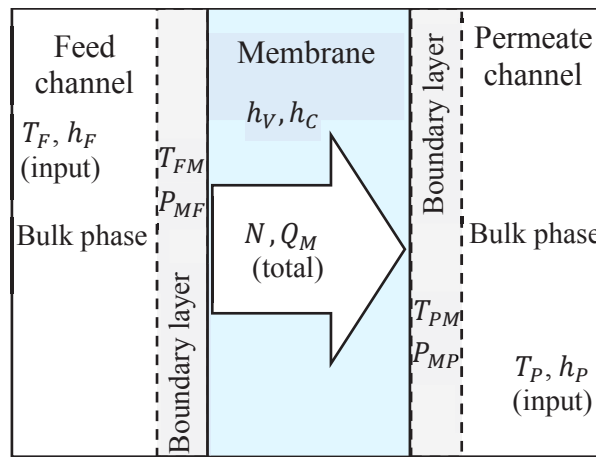 Feed
channel
T_F, h_F
(input)
Bulk phase
T_FM
P_MF
Boundary layer
Membrane
h_V, h_C
N, Q_M
(total)
Boundary layer
T_PM
P_MP
Permeate
channel
Bulk phase
T_P, h_P
(input)